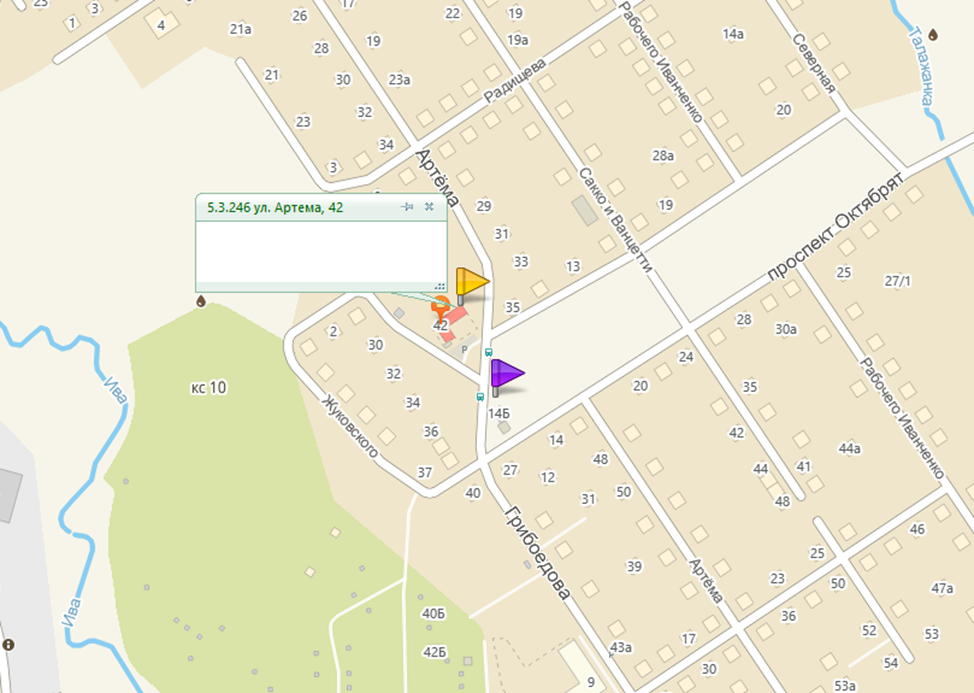 25
1
3
4
21а
26
17
28
19
22
19
19а
Рабочего Иванченко
14а
Северная
Талажанка
21
30
23а
Радищева
32
23
34
20
3
Артёма
28а
Сакко и Ванцетти
5.3.246 ул. Артема, 42
29
19
проспект Октябрят
31
33
13
25
27/1
35
42
2
30
P
28
30а
24
32
20
35
Ива
кс 10
34
14Б
Рабочего Иванченко
Жуковского
36
14
42
44а
37
27
12
48
44
41
40
31
50
48
Грибоедова
46
39
25
Артёма
23
50
47а
Ива
40Б
36
42Б
43а
17
52
53
30
54
9
53а